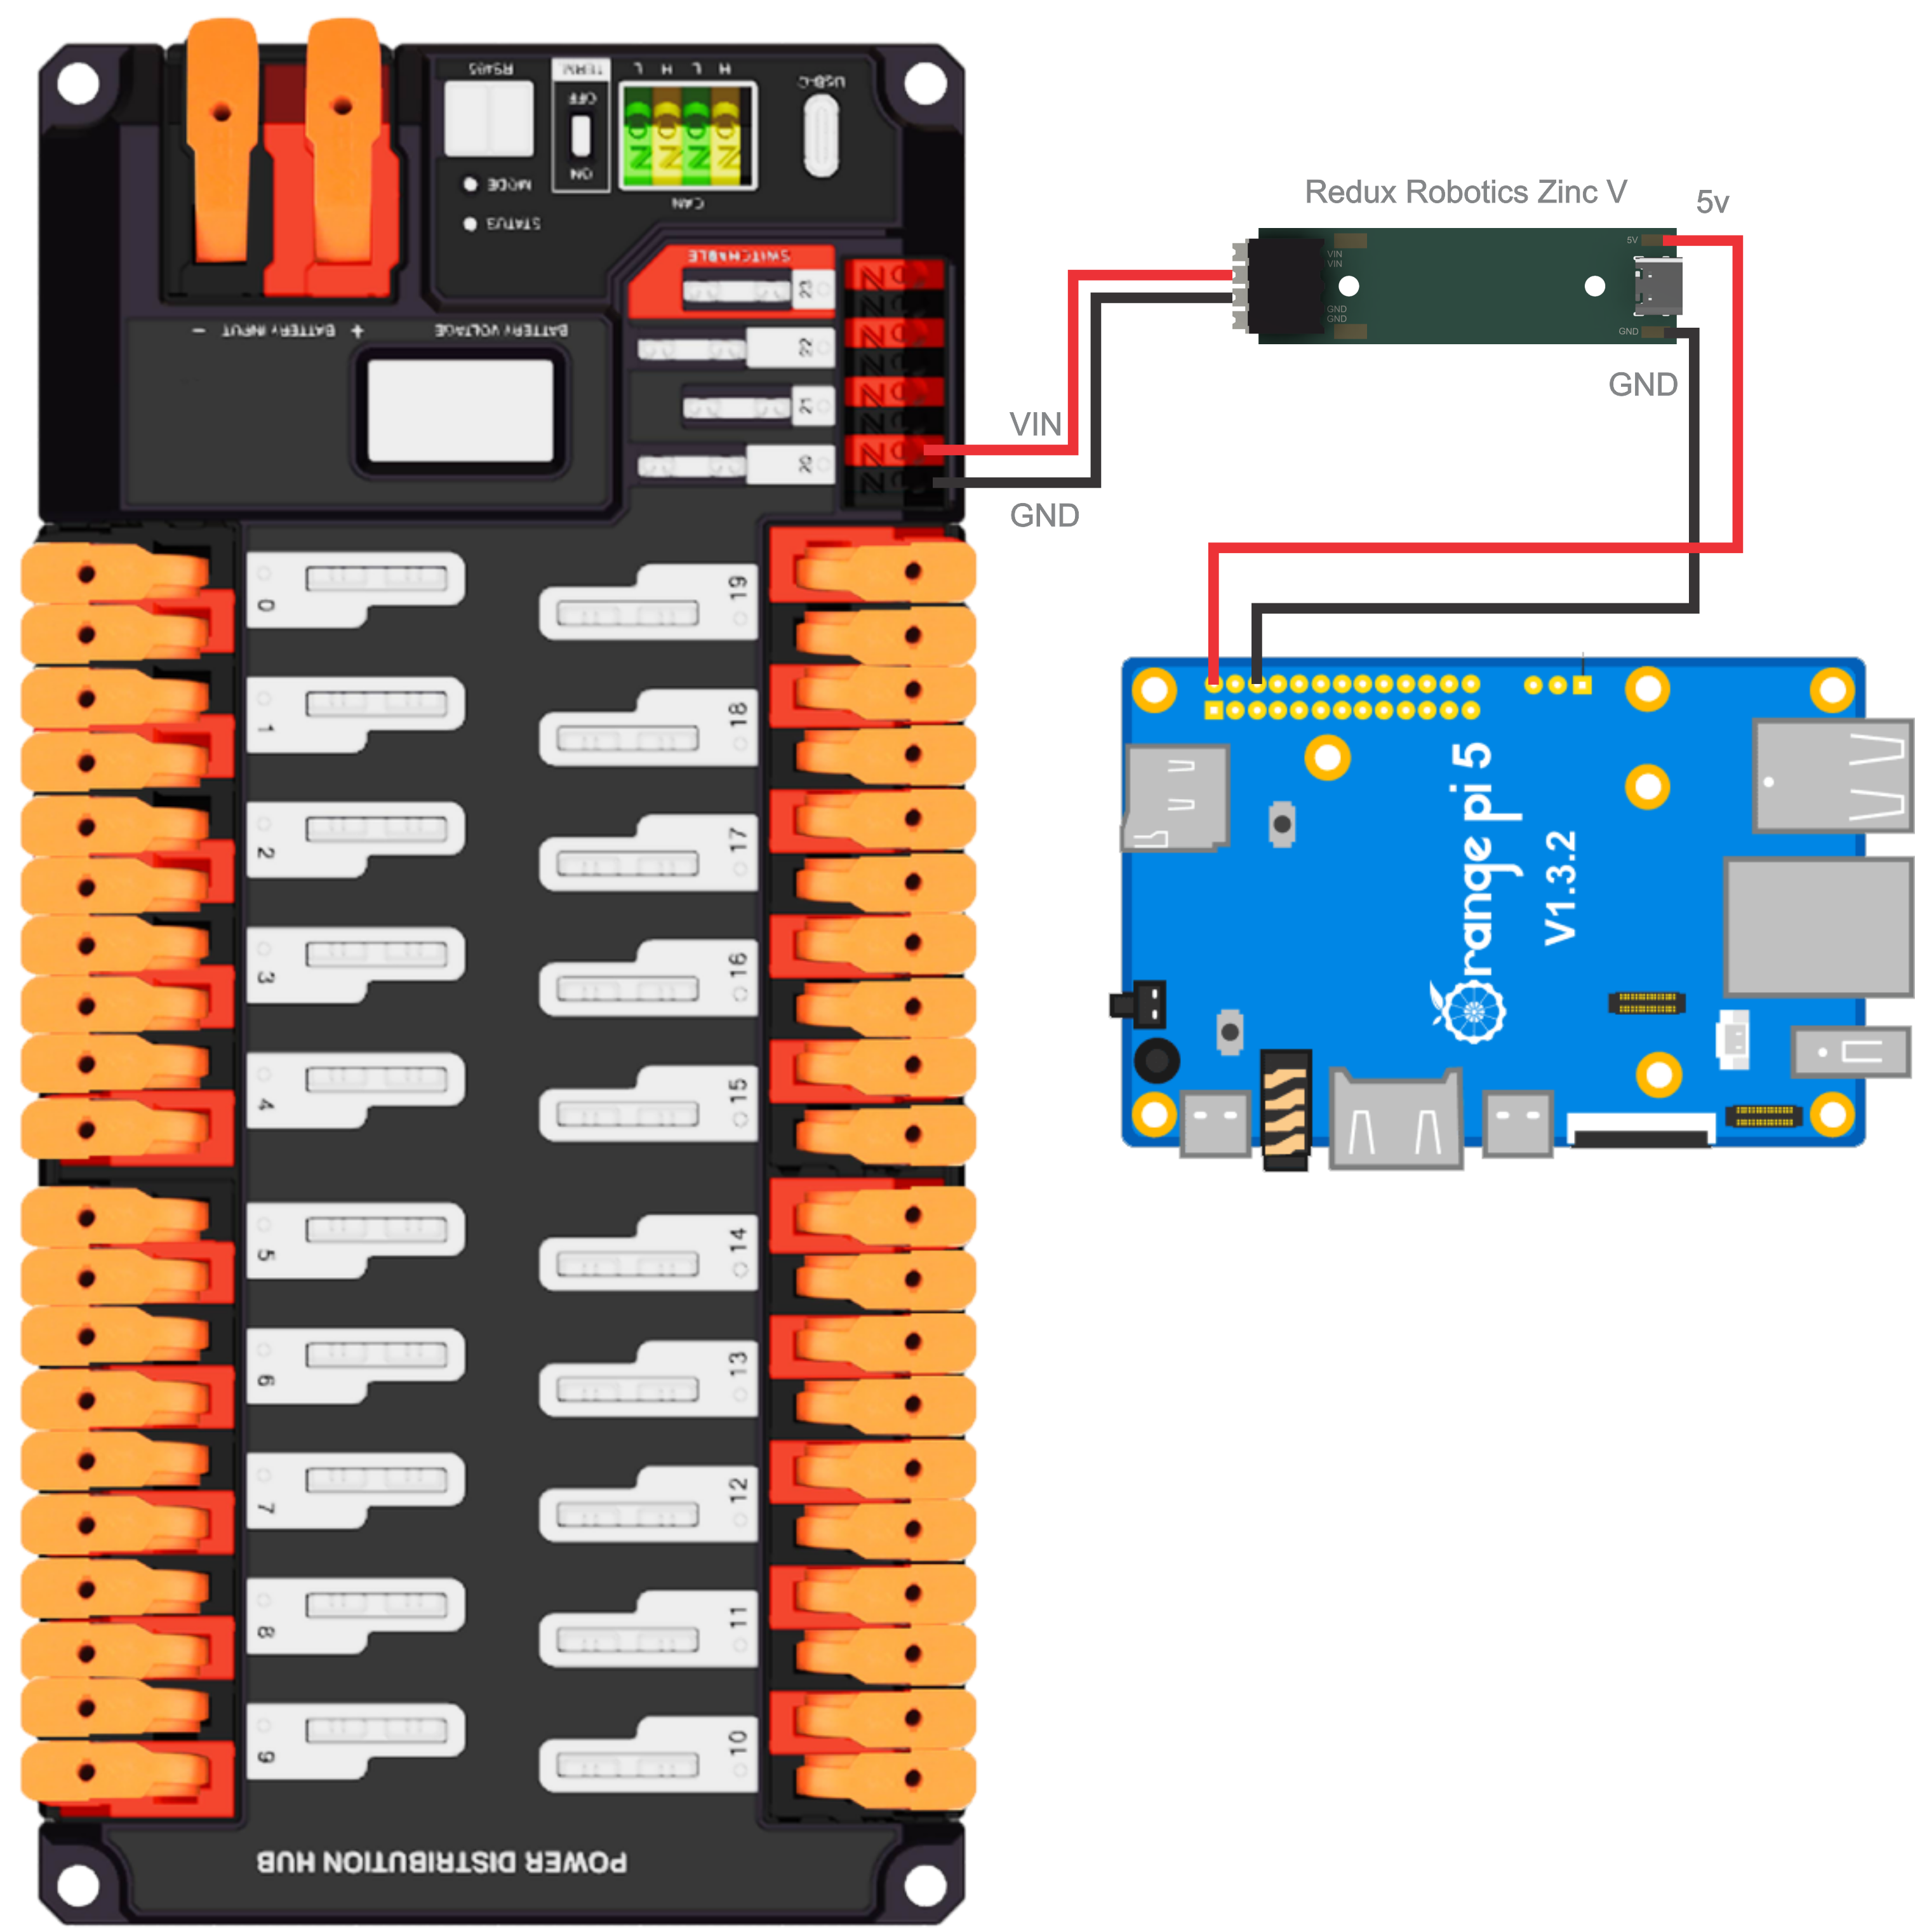 RS485
TERM
L H L H
USB-C
OFF
ON
MODE
STATUS
CAN
SWITCHABLE
23
22
21
20
- BATTERY INPUT +
BATTERY VOLTAGE
0
1
2
3
4
5
6
7
8
9
19
18
17
16
15
14
13
12
11
10
POWER DISTRIBUTION HUB
VIN
GND
Redux Robotics Zinc V
5v
5V
VIN
VIN
GND
GND
GND
GND
Orange pi 5
V1.3.2